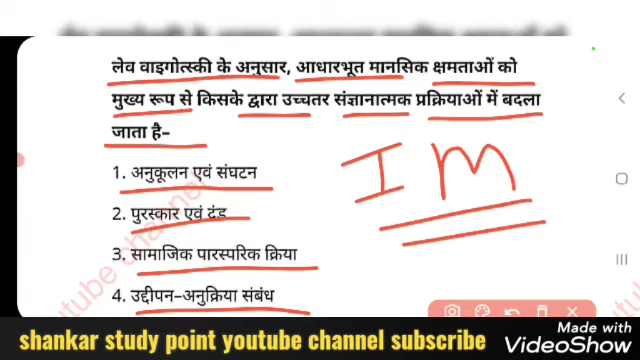 लेव वाइगोत्स्की के अनुसार, आधारभूत मानसिक क्षमताओं को
मुख्य रूप से किसके द्वारा उच्चतर संज्ञानात्मक प्रक्रियाओं में बदला
जाता है–
I M
1. अनुकूलन एवं संघटन
2. पुरस्कार एवं दंड
3. सामाजिक पारस्परिक क्रिया
4. उद्दीपन–अनुक्रिया संबंध
shankar study point youtube channel subscribe
Made with
VideoShow